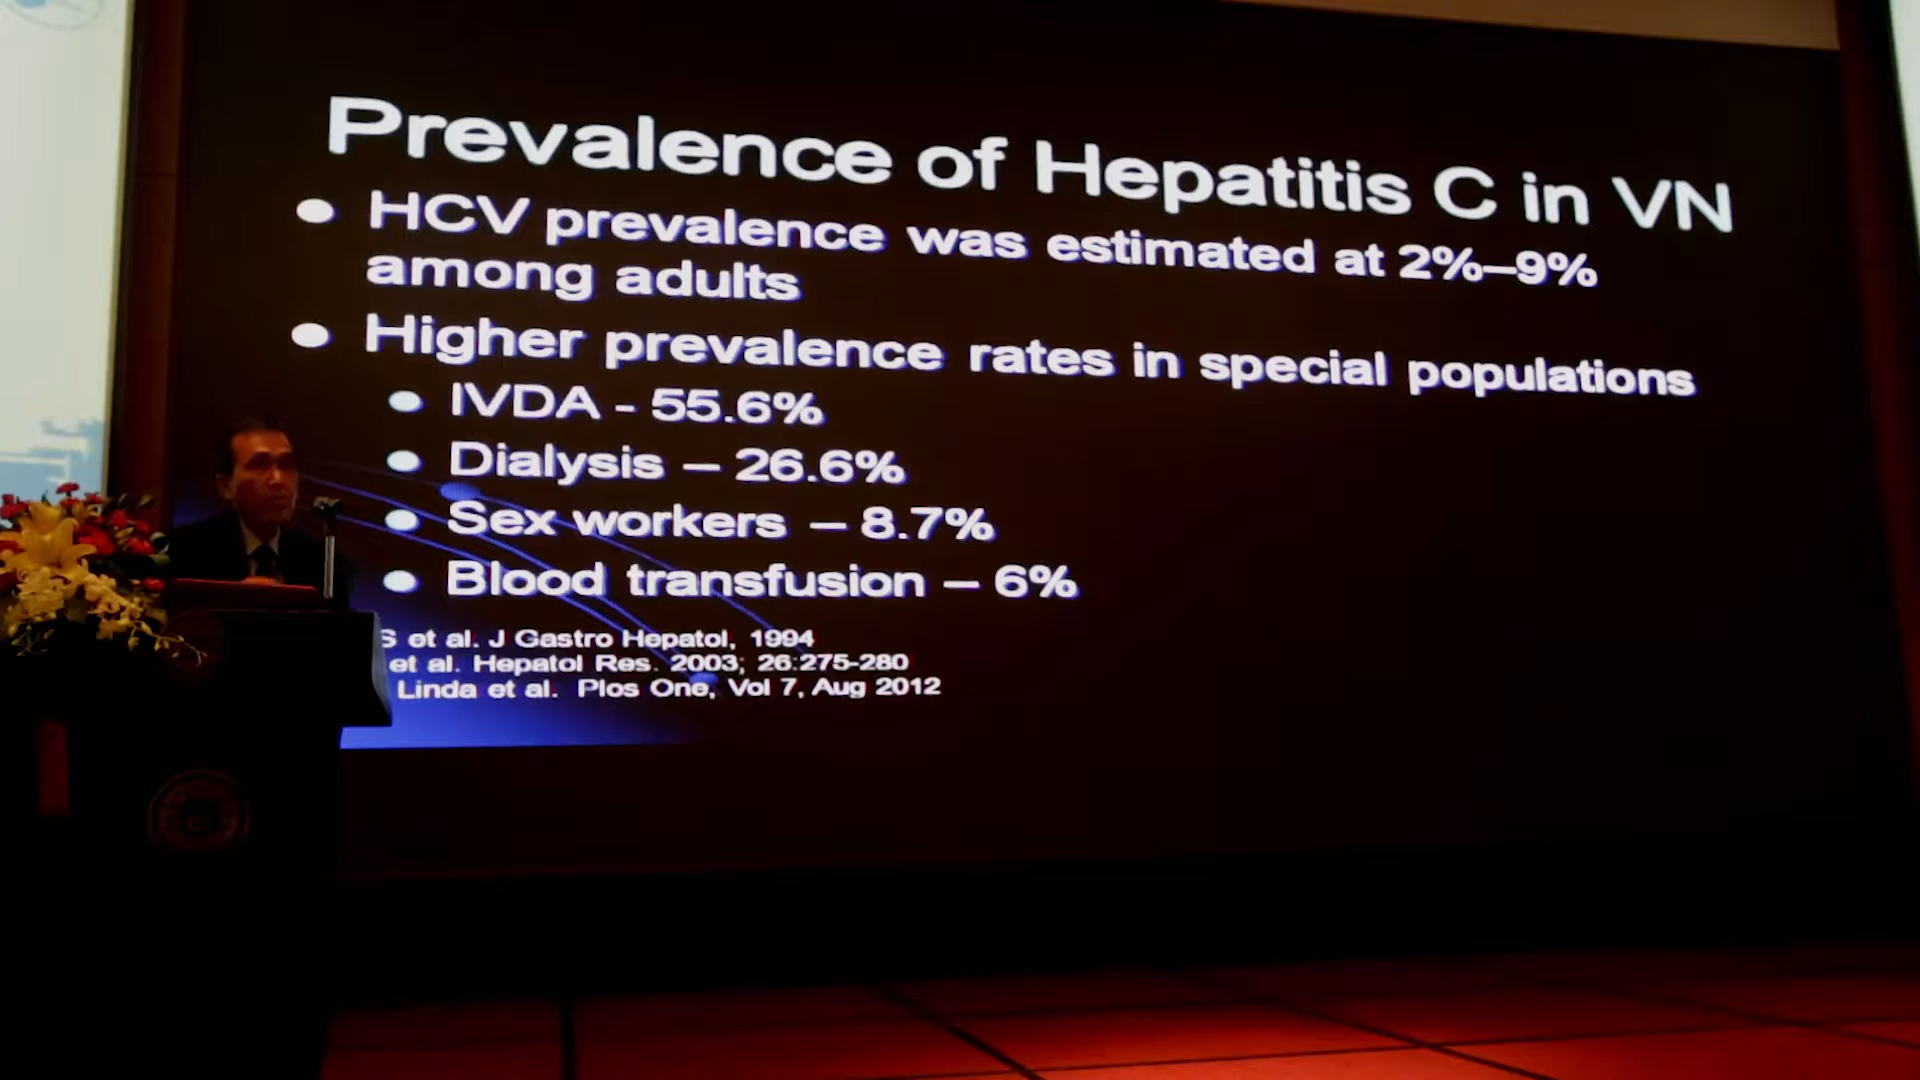 Prevalence of Hepatitis C in VN
● HCV prevalence was estimated at 2%–9%
among adults
● Higher prevalence rates in special populations
● IVDA - 55.6%
● Dialysis – 26.6%
● Sex workers – 8.7%
● Blood transfusion – 6%
S et al. J Gastro Hepatol, 1994
et al. Hepatol Res. 2003; 26:275-280
Linda et al. Plos One, Vol 7, Aug 2012